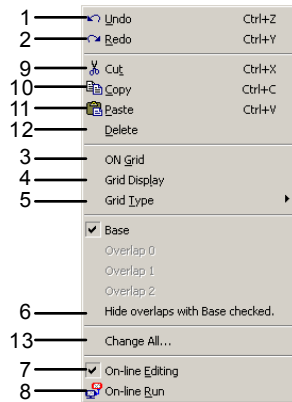 1 Undo Ctrl+Z
2 Redo Ctrl+Y
9 Cut Ctrl+X
10 Copy Ctrl+C
11 Paste Ctrl+V
12 Delete
3 ON Grid
4 Grid Display
5 Grid Type
Base
Overlap 0
Overlap 1
Overlap 2
6 Hide overlaps with Base checked.
13 Change All...
7 On-line Editing
8 On-line Run